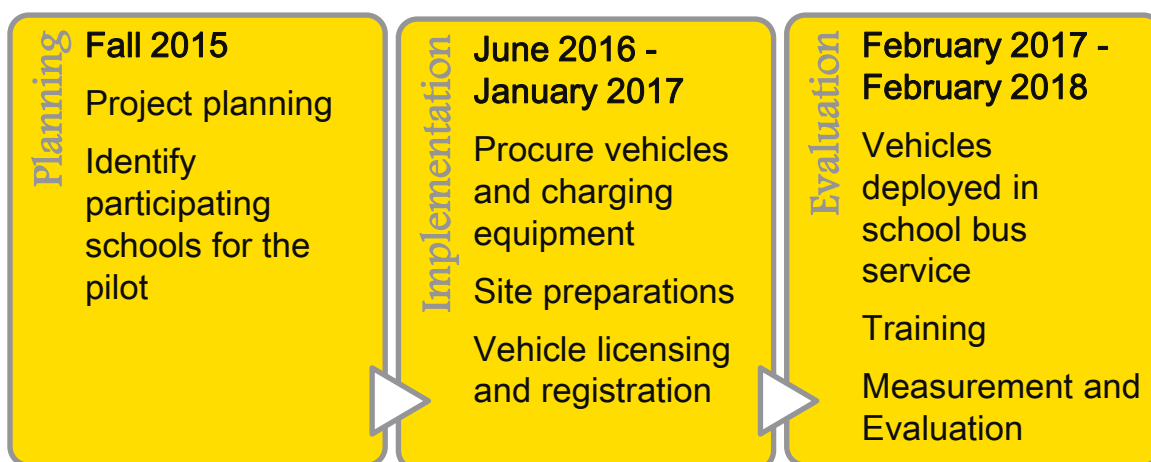 Planning
Fall 2015
Project planning
Identify
participating
schools for the
pilot
Implementation
June 2016 -
January 2017
Procure vehicles
and charging
equipment
Site preparations
Vehicle licensing
and registration
Evaluation
February 2017 -
February 2018
Vehicles
deployed in
school bus
service
Training
Measurement and
Evaluation